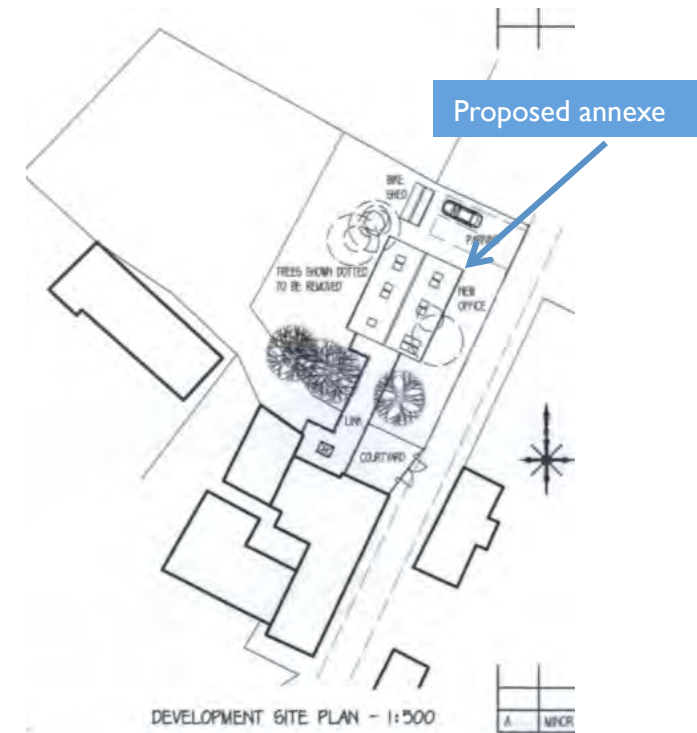 Proposed annexe
BIKE
SHED
PARKING
TREES SHOWN DOTTED
TO BE REMOVED
NEW
OFFICE
LINK
COURTYARD
DEVELOPMENT SITE PLAN - 1:500
A MINOR